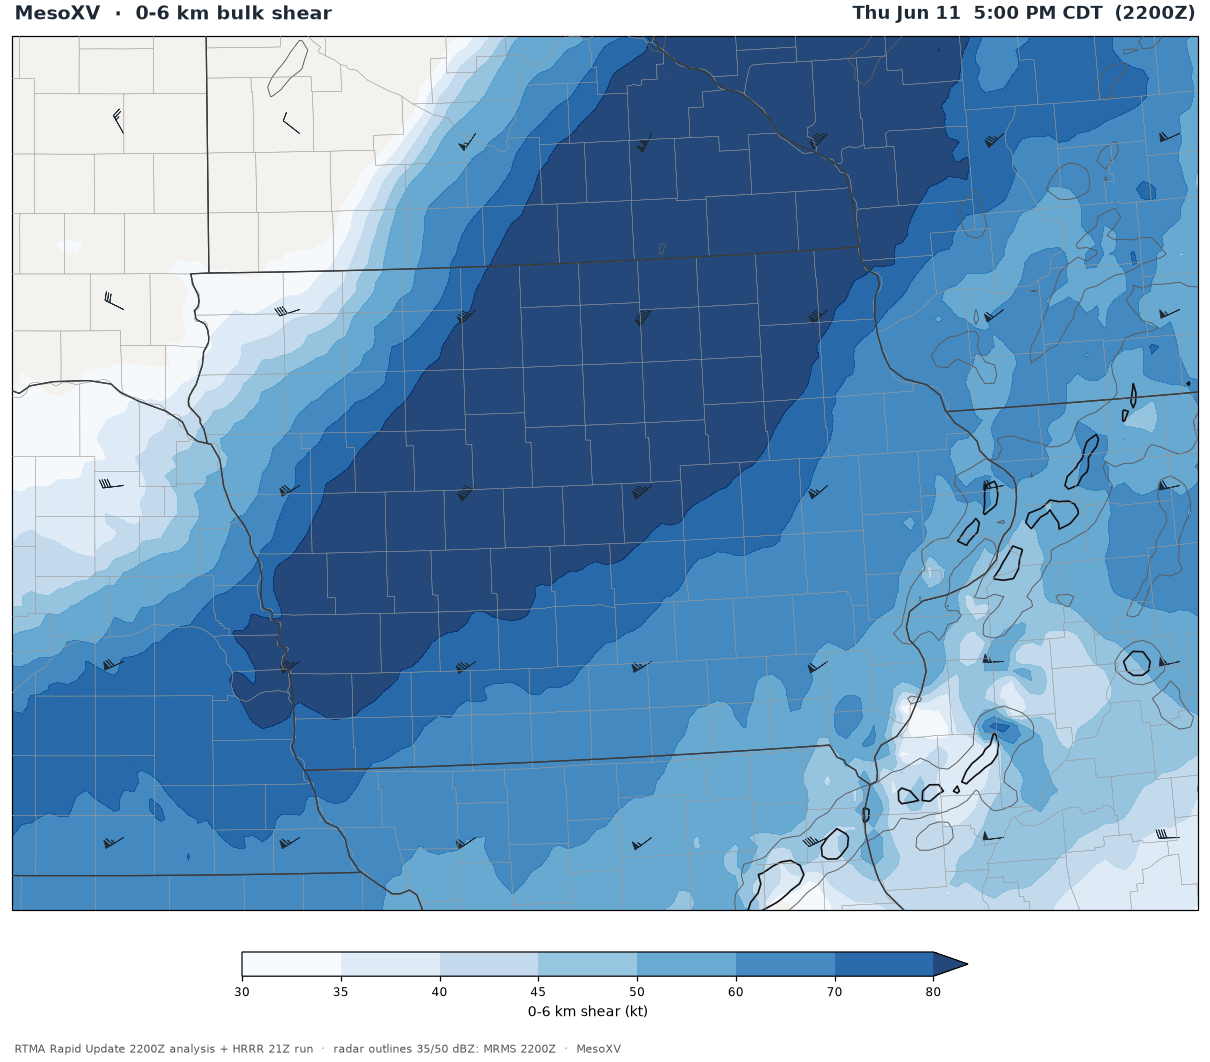 MesoXV · 0-6 km bulk shear
Thu Jun 11 5:00 PM CDT (2200Z)
30 35 40 45 50 60 70 80
0-6 km shear (kt)
RTMA Rapid Update 2200Z analysis + HRRR 21Z run · radar outlines 35/50 dBZ: MRMS 2200Z · MesoXV